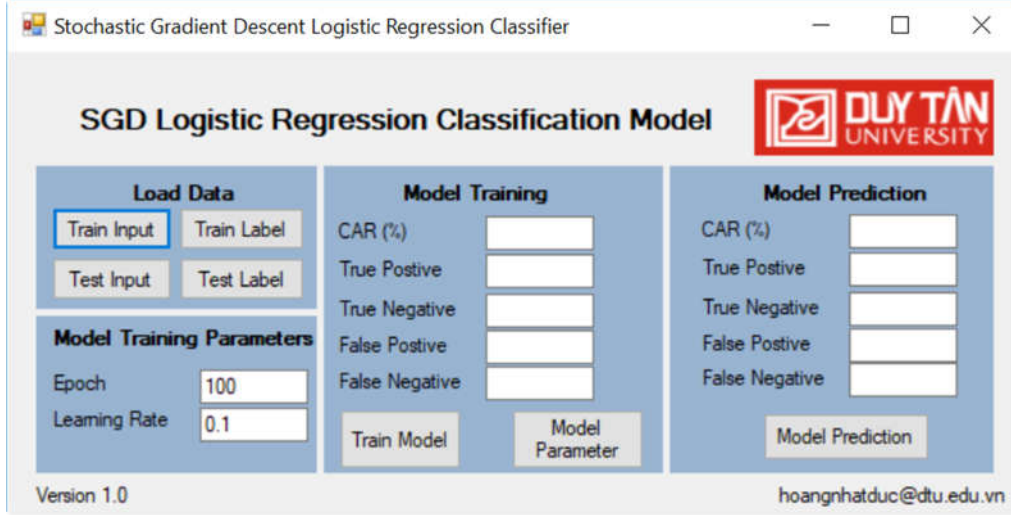 Stochastic Gradient Descent Logistic Regression Classifier
SGD Logistic Regression Classification Model
DUY TÂN
UNIVERSITY
Load Data
Train Input
Train Label
Test Input
Test Label
Model Training Parameters
Epoch
100
Learning Rate
0.1
Model Training
CAR (%)
True Postive
True Negative
False Postive
False Negative
Train Model
Model
Parameter
Model Prediction
CAR (%)
True Postive
True Negative
False Postive
False Negative
Model Prediction
Version 1.0
hoangnhatduc@dtu.edu.vn